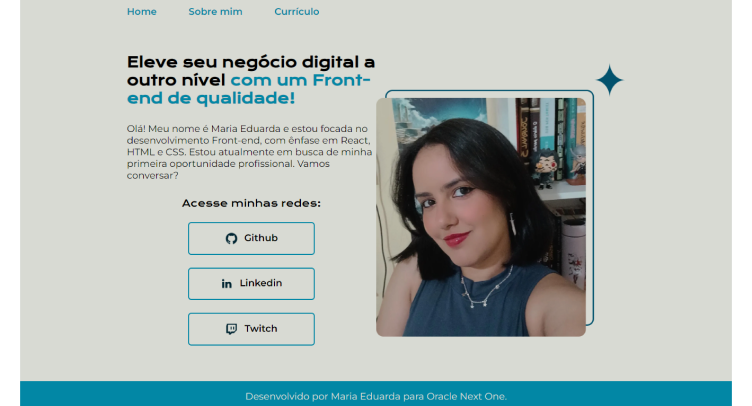 Home Sobre mim Currículo
Eleve seu negócio digital a
outro nível com um Front-
end de qualidade!
Olá! Meu nome é Maria Eduarda e estou focada no
desenvolvimento Front-end, com ênfase em React,
HTML e CSS. Estou atualmente em busca de minha
primeira oportunidade profissional. Vamos
conversar?
Acesse minhas redes:
Github
Linkedin
Twitch
Desenvolvido por Maria Eduarda para Oracle Next One.